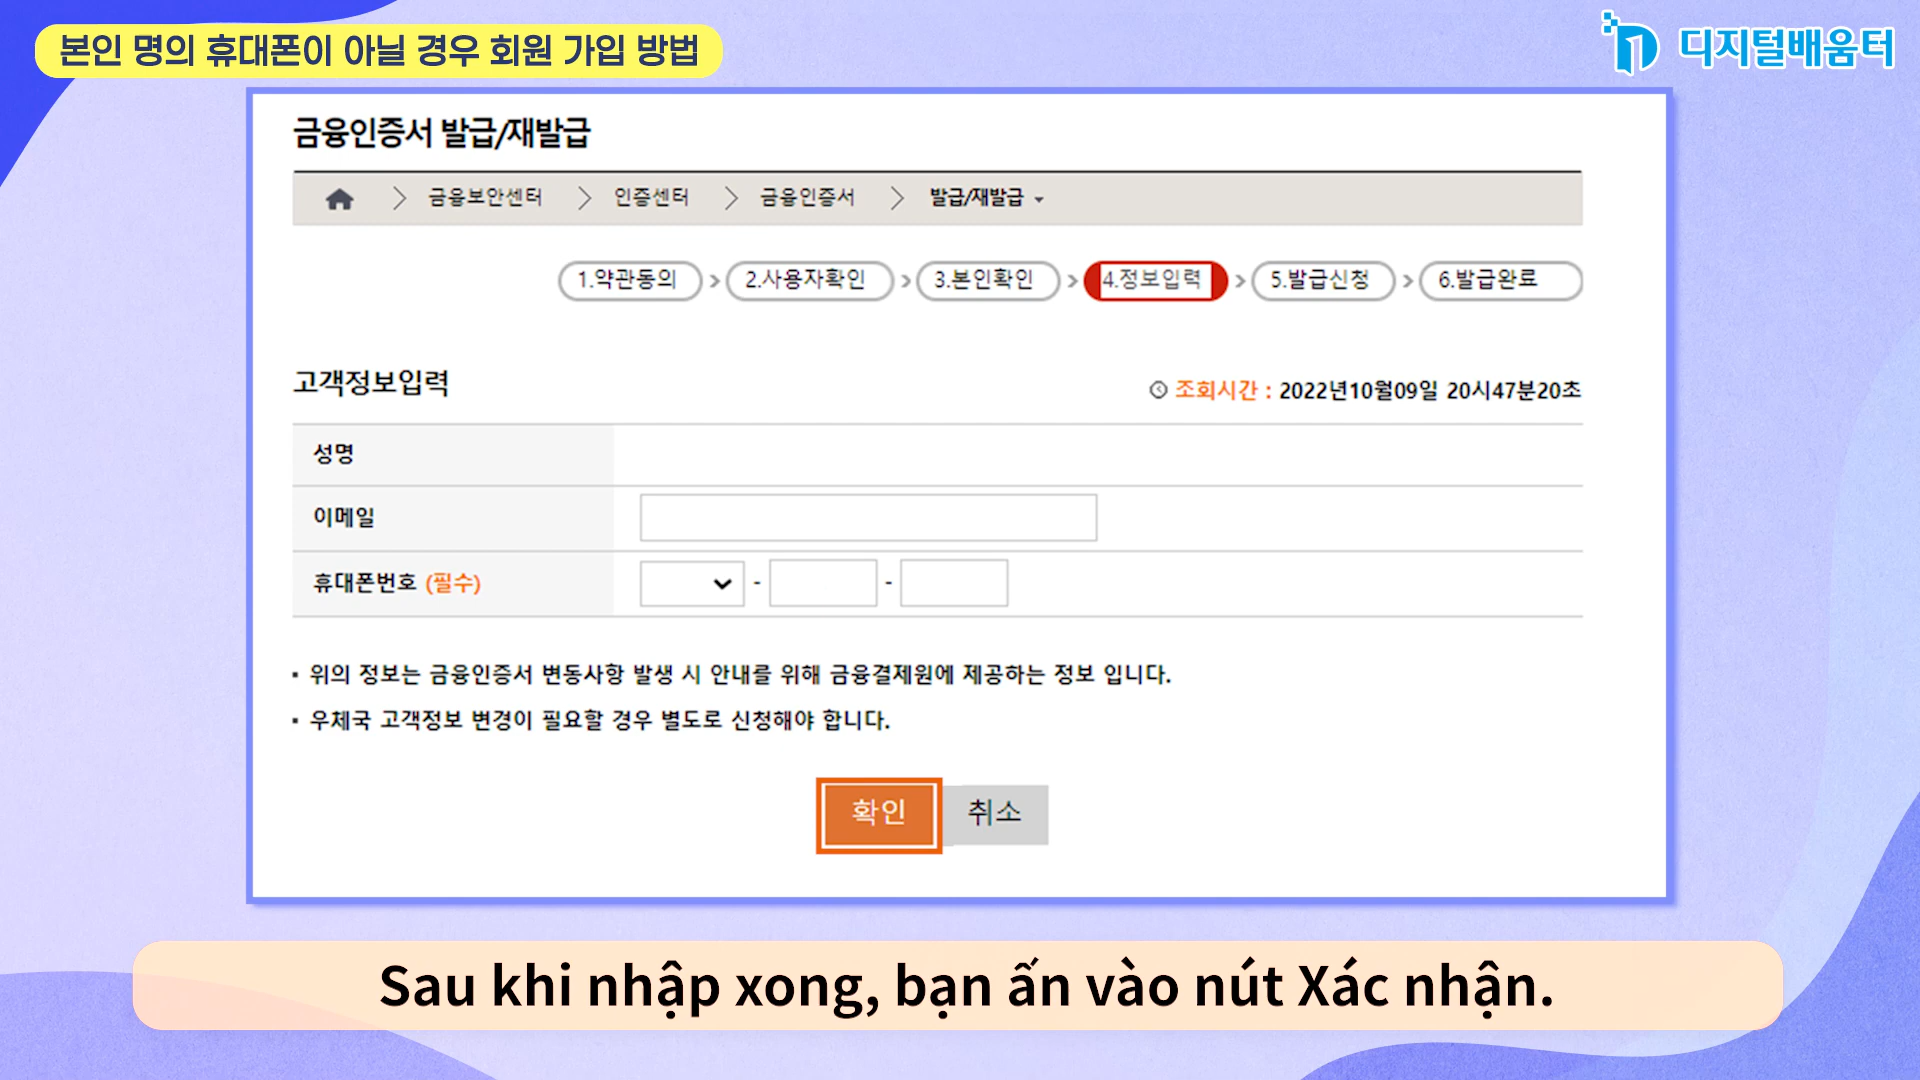 본인 명의 휴대폰이 아닐 경우 회원 가입 방법
디지털배움터
금융인증서 발급/재발급
금융보안센터 인증센터 금융인증서 발급/재발급
1.약관동의 2.사용자확인 3.본인확인 4.정보입력 5.발급신청 6.발급완료
고객정보입력
조회시간 : 2022년10월09일 20시47분20초
성명
이메일
휴대폰번호 (필수) - -
위의 정보는 금융인증서 변동사항 발생 시 안내를 위해 금융결제원에 제공하는 정보 입니다.
우체국 고객정보 변경이 필요할 경우 별도로 신청해야 합니다.
확인 취소
Sau khi nhập xong, bạn ấn vào nút Xác nhận.